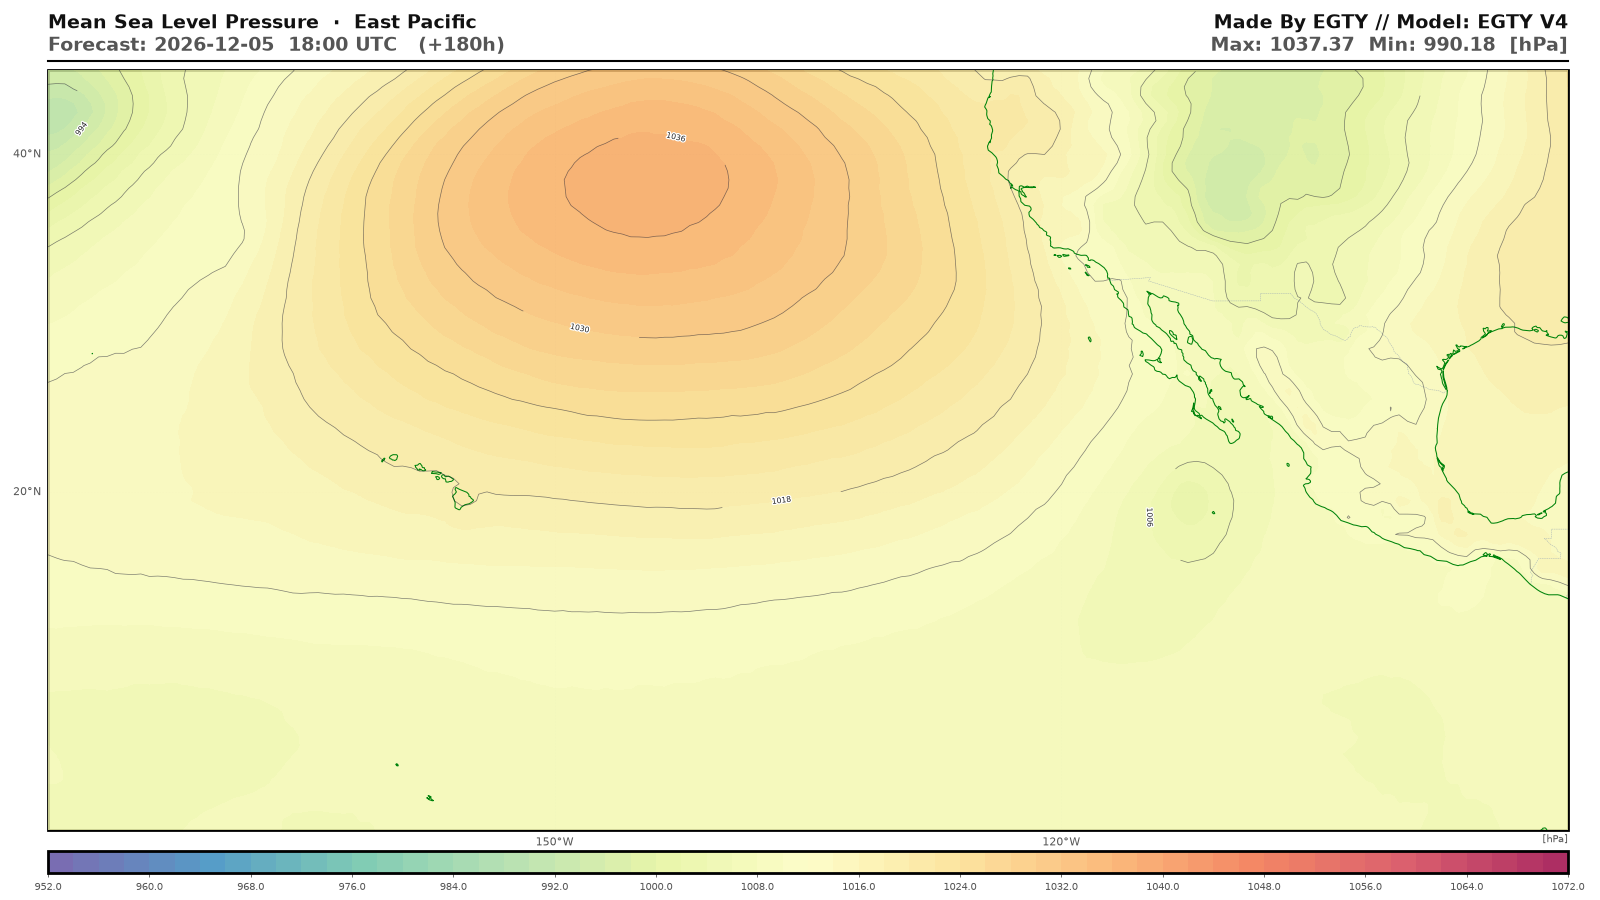 Mean Sea Level Pressure · East Pacific
Made By EGTY // Model: EGTY V4
Forecast: 2026-12-05 18:00 UTC (+180h)
Max: 1037.37 Min: 990.18 [hPa]
994
1036
40°N
1030
20°N
1018
1006
150°W
120°W
[hPa]
952.0 960.0 968.0 976.0 984.0 992.0 1000.0 1008.0 1016.0 1024.0 1032.0 1040.0 1048.0 1056.0 1064.0 1072.0